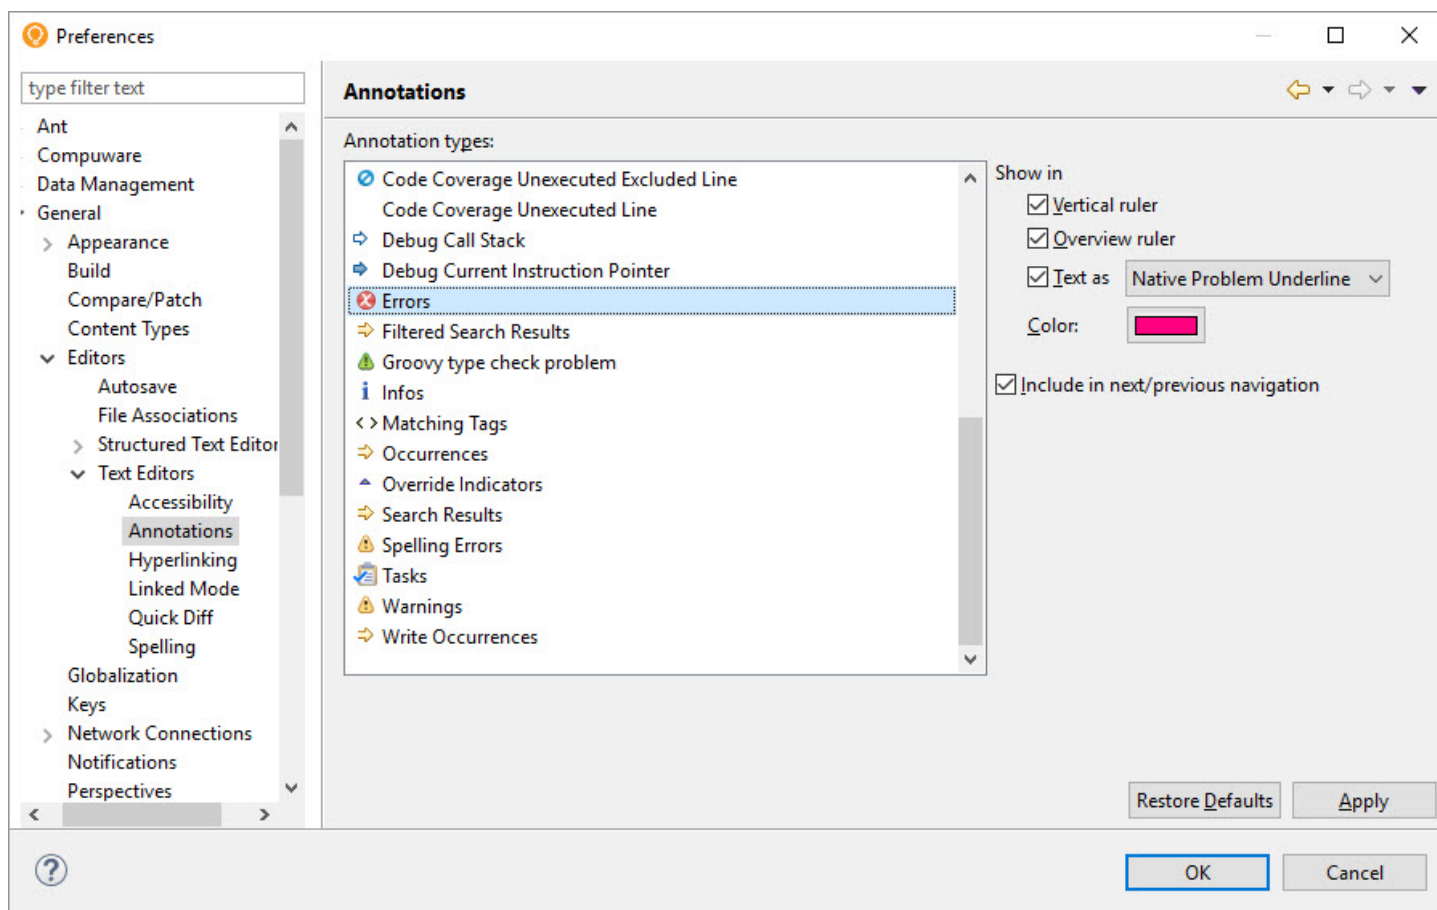 Preferences
type filter text
Ant
Compuware
Data Management
General
Appearance
Build
Compare/Patch
Content Types
Editors
Autosave
File Associations
Structured Text Editor
Text Editors
Accessibility
Annotations
Hyperlinking
Linked Mode
Quick Diff
Spelling
Globalization
Keys
Network Connections
Notifications
Perspectives
Annotations
Annotation types:
Code Coverage Unexecuted Excluded Line
Code Coverage Unexecuted Line
Debug Call Stack
Debug Current Instruction Pointer
Errors
Filtered Search Results
Groovy type check problem
Infos
Matching Tags
Occurrences
Override Indicators
Search Results
Spelling Errors
Tasks
Warnings
Write Occurrences
Show in
Vertical ruler
Overview ruler
Text as Native Problem Underline
Color:
Include in next/previous navigation
Restore Defaults Apply
OK Cancel